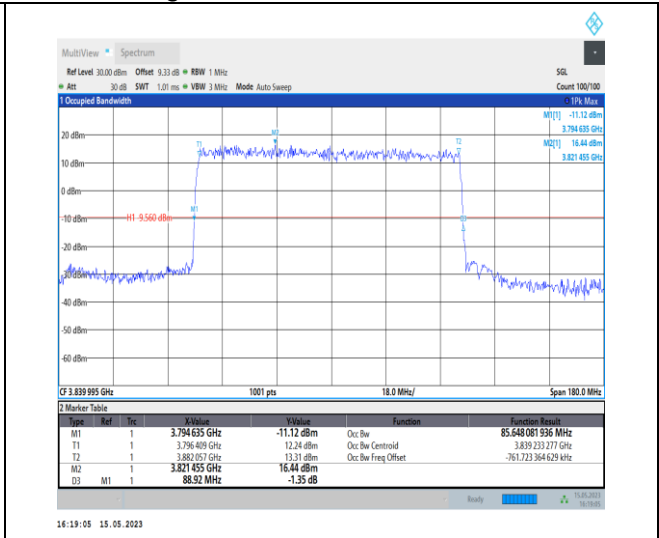 MultiView Spectrum
Ref Level 30.00 dBm Offset 9.33 dB RBW 1 MHz SGL
Att 30 dB SWT 1.01 ms VBW 3 MHz Mode Auto Sweep Count 100/100
1 Occupied Bandwidth 1Pk Max
M1[1] -11.12 dBm
3.794 635 GHz
M2[1] 16.44 dBm
3.821 455 GHz
20 dBm
M2
T1
T2
10 dBm
0 dBm
M1
-10 dBm H1 -9.560 dBm
D3
-20 dBm
-30 dBm
-40 dBm
-50 dBm
-60 dBm
CF 3.839 995 GHz 1001 pts 18.0 MHz/ Span 180.0 MHz
2 Marker Table
Type Ref Trc X-Value Y-Value Function Function Result
M1 1 3.794 635 GHz -11.12 dBm Occ Bw 85.648 081 936 MHz
T1 1 3.796 409 GHz 12.24 dBm Occ Bw Centroid 3.839 233 277 GHz
T2 1 3.882 057 GHz 13.31 dBm Occ Bw Freq Offset -761.723 364 629 kHz
M2 1 3.821 455 GHz 16.44 dBm
D3 M1 1 88.92 MHz -1.35 dB
Ready 15.05.2023
16:19:05
16:19:05 15.05.2023